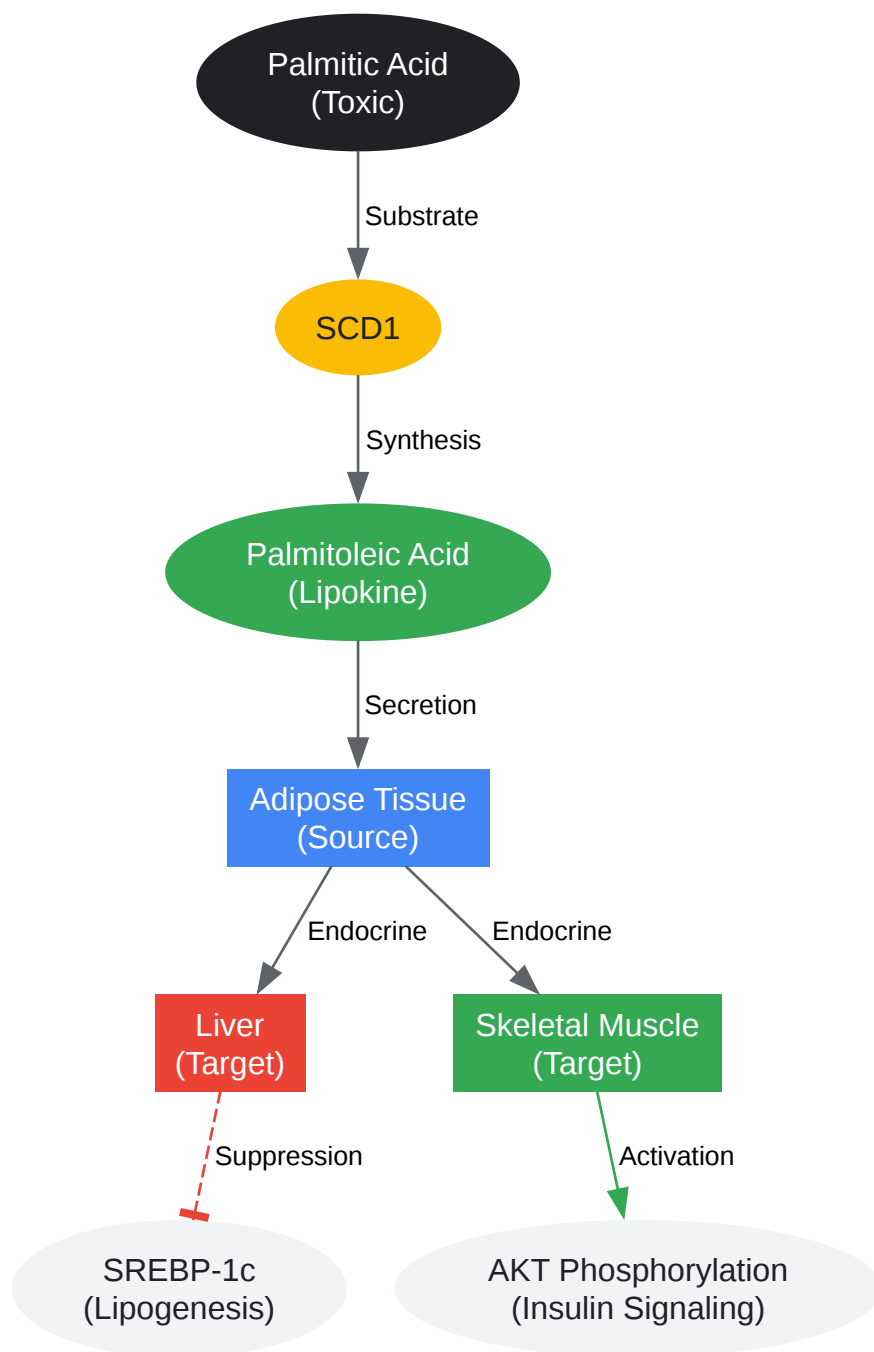 Palmitic Acid
(Toxic)
Substrate
SCD1
Synthesis
Palmitoleic Acid
(Lipokine)
Secretion
Adipose Tissue
(Source)
Endocrine
Endocrine
Liver
(Target)
Skeletal Muscle
(Target)
Suppression
Activation
SREBP-1c
(Lipogenesis)
AKT Phosphorylation
(Insulin Signaling)